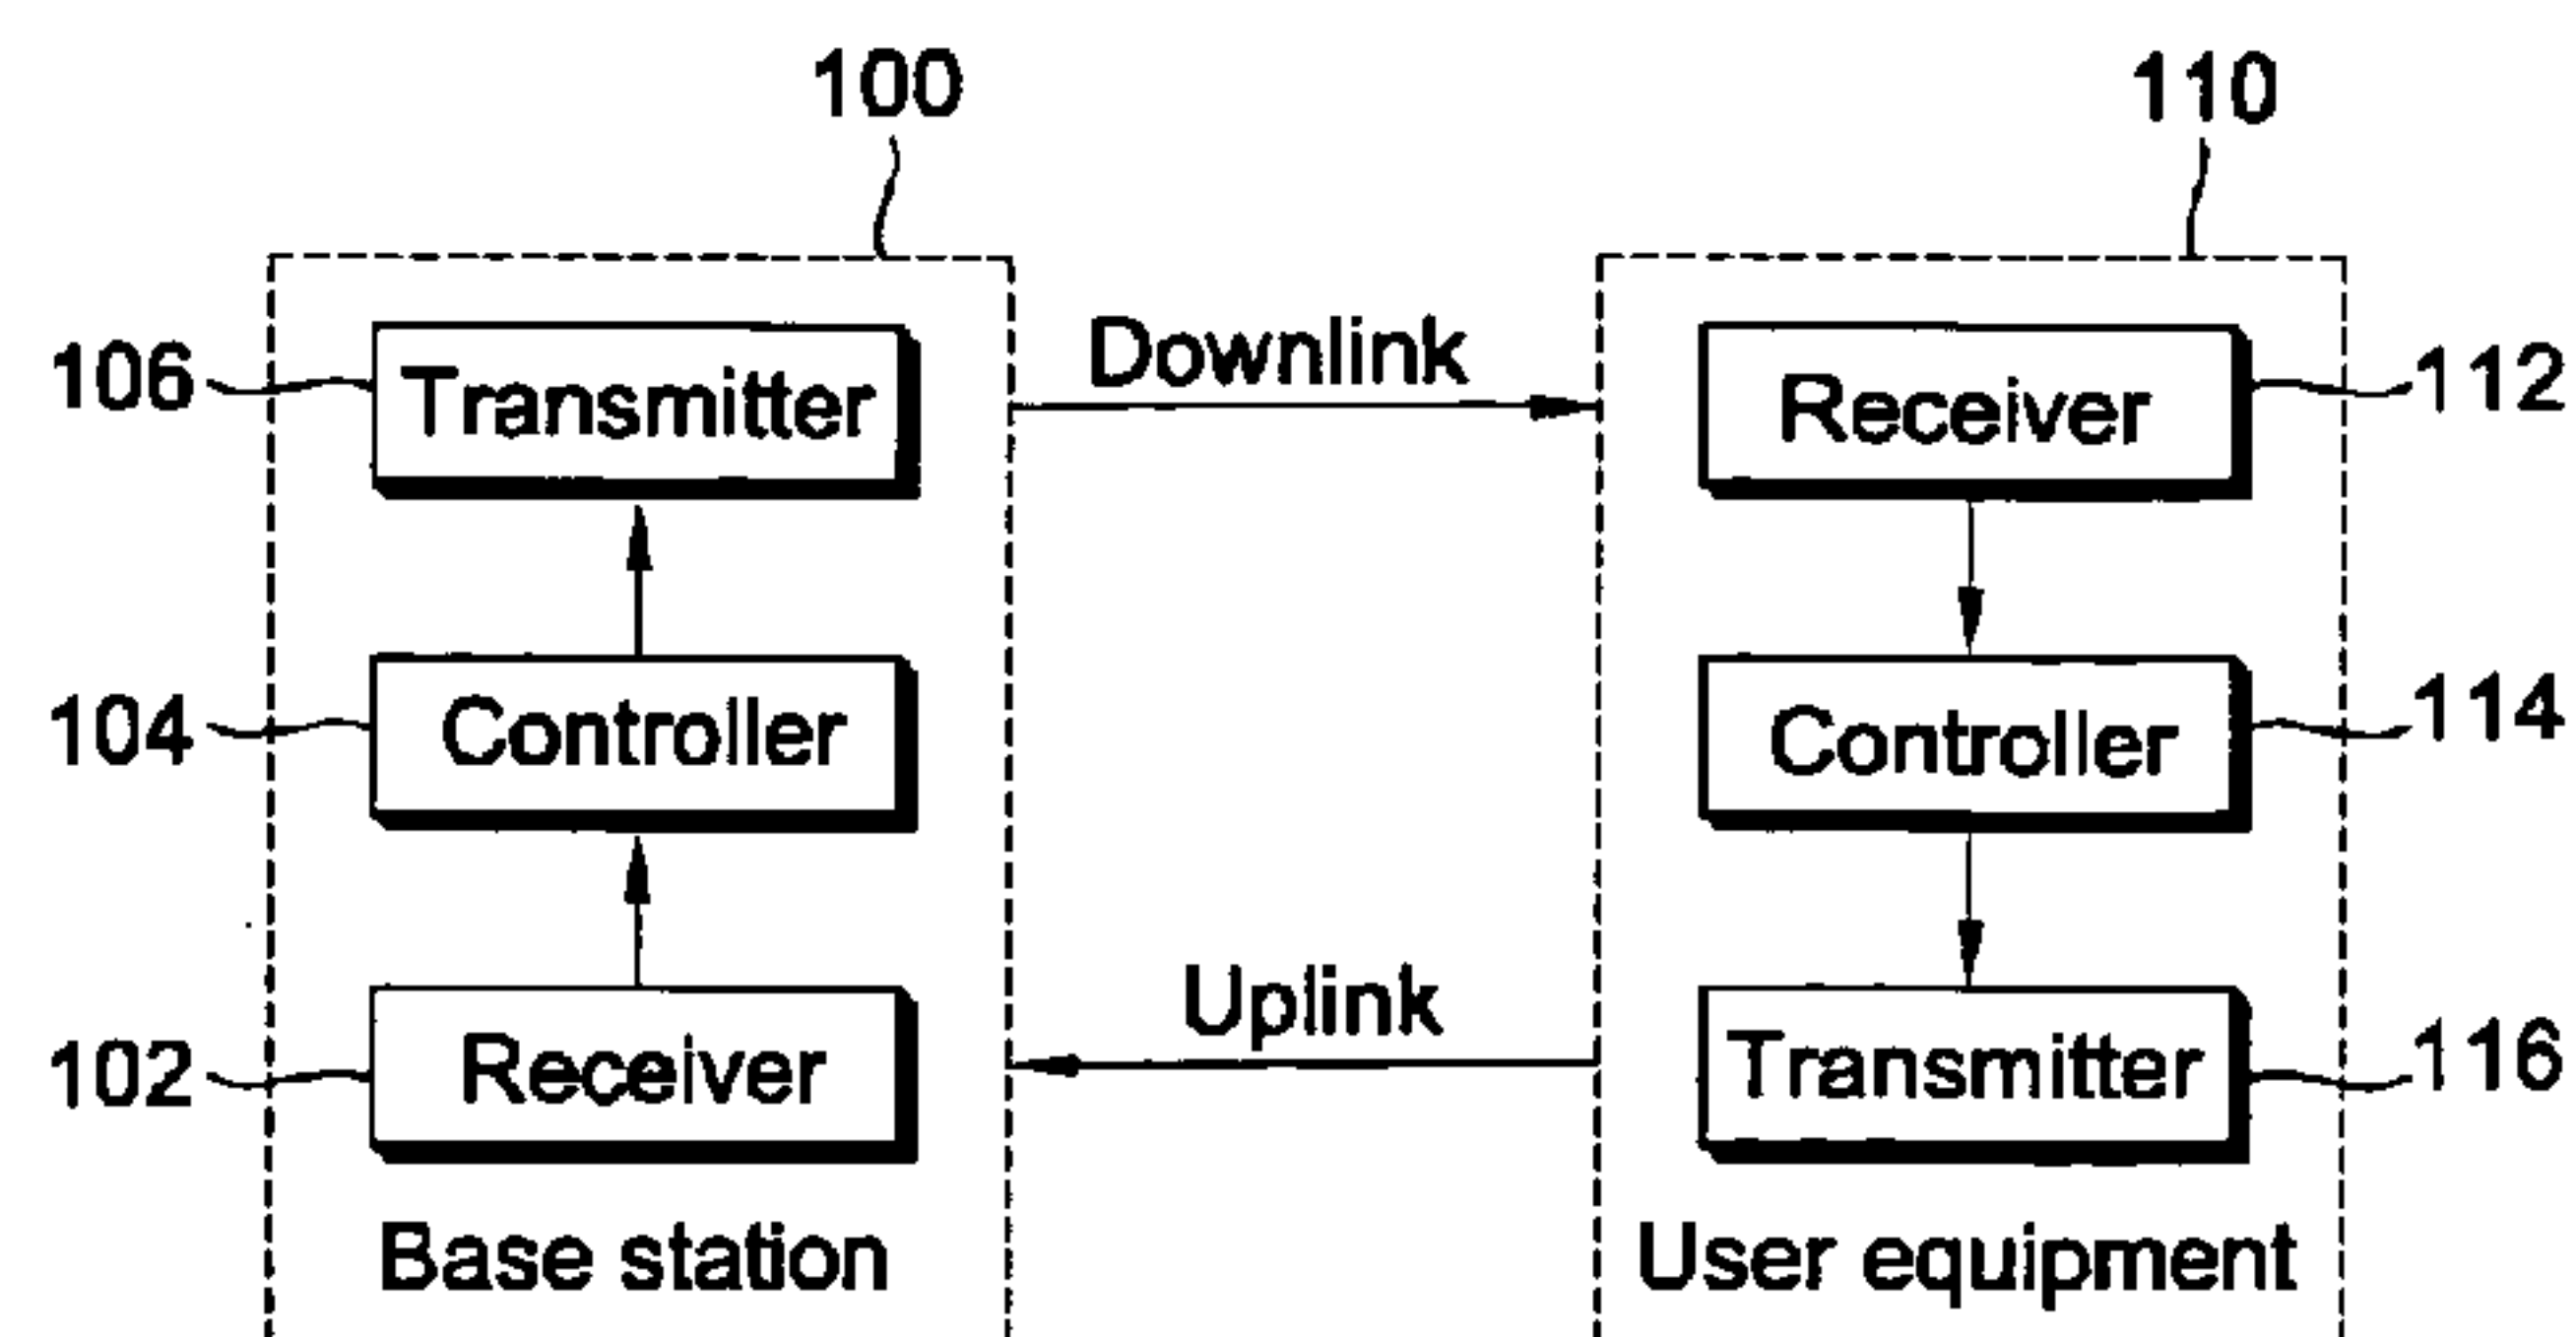 100
110
106
Transmitter
Downlink
Receiver
112
104
Controller
Controller
114
102
Receiver
Uplink
Transmitter
116
Base station
User equipment